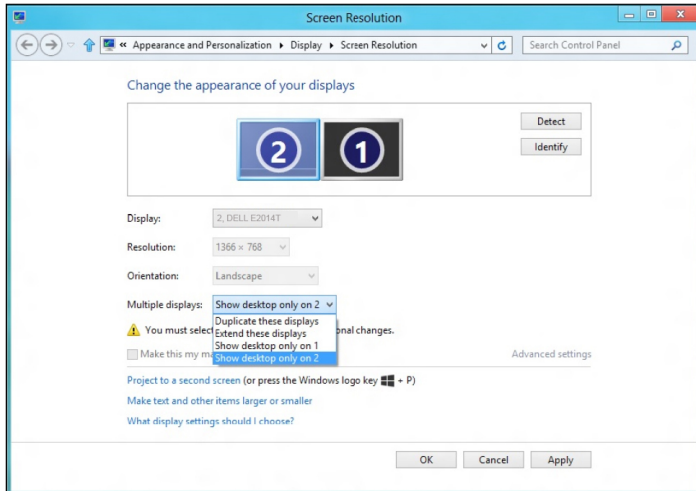 Screen Resolution
« Appearance and Personalization ▸ Display ▸ Screen Resolution
Search Control Panel
Change the appearance of your displays
2
1
Detect
Identify
Display: 2, DELL E2014T
Resolution: 1366 × 768
Orientation: Landscape
Multiple displays: Show desktop only on 2
Duplicate these displays
You must selec
Extend these displays
onal changes.
Show desktop only on 1
Make this my m
Show desktop only on 2
Advanced settings
Project to a second screen (or press the Windows logo key + P)
Make text and other items larger or smaller
What display settings should I choose?
OK
Cancel
Apply